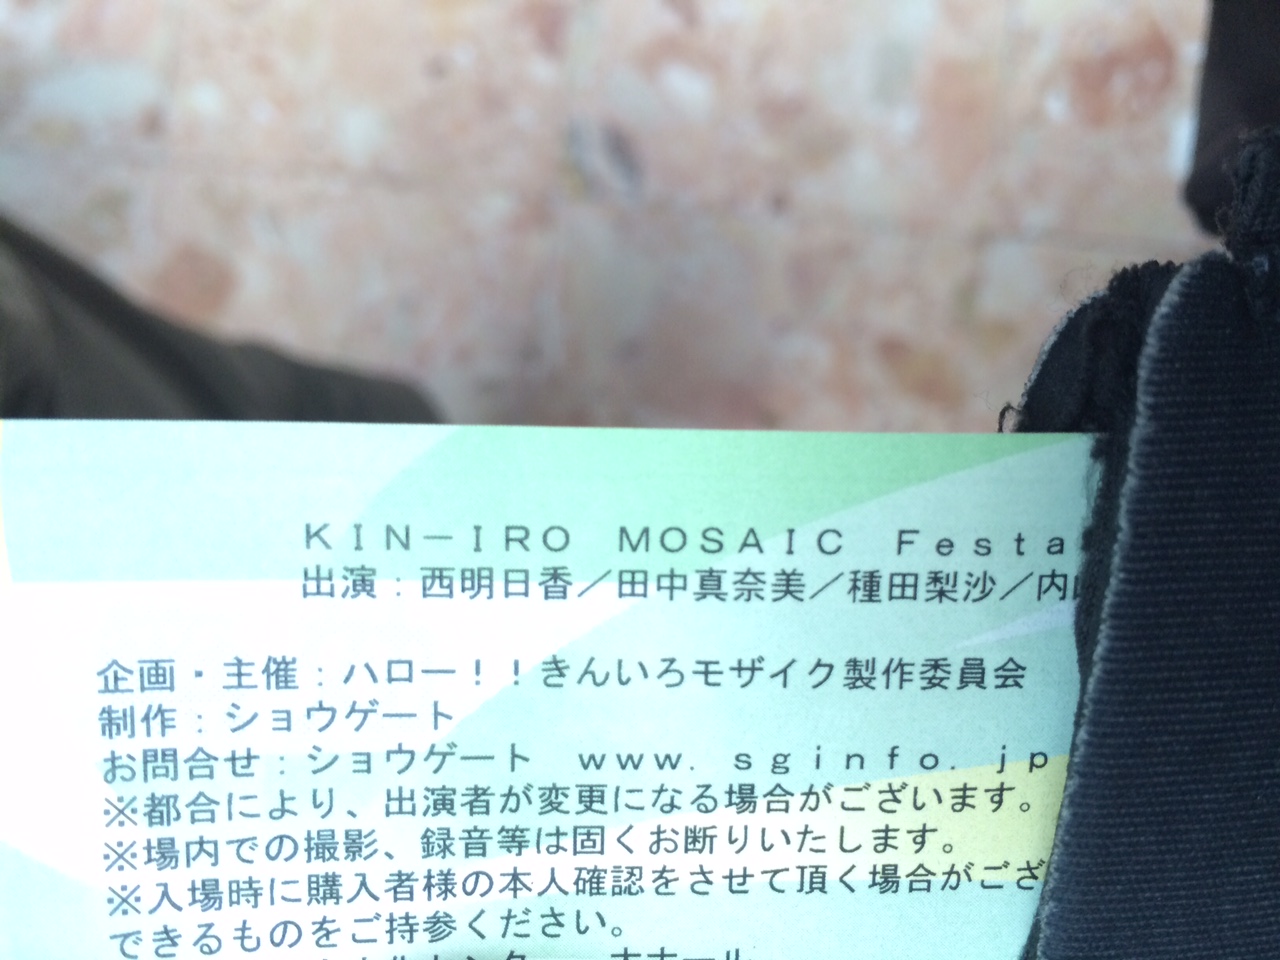 KIN-IRO MOSAIC Festa
出演:西明日香/田中真奈美/種田梨沙/内
企画・主催:ハロー!!きんいろモザイク製作委員会
制作:ショウゲート
お問合せ:ショウゲート www.sginfo.jp
※都合により、出演者が変更になる場合がございます。
※場内での撮影、録音等は固くお断りいたします。
※入場時に購入者様の本人確認をさせて頂く場合がござ
できるものをご持参ください。